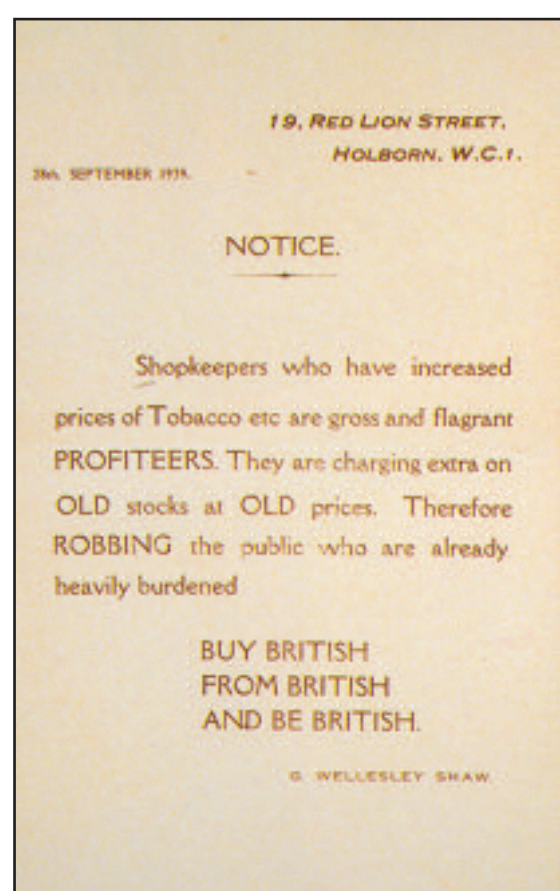 19, RED LION STREET,
HOLBORN. W.C.1.
28th. SEPTEMBER 1939.
NOTICE.
Shopkeepers who have increased
prices of Tobacco etc are gross and flagrant
PROFITEERS. They are charging extra on
OLD stocks at OLD prices. Therefore
ROBBING the public who are already
heavily burdened
BUY BRITISH
FROM BRITISH
AND BE BRITISH.
G. WELLESLEY SHAW.